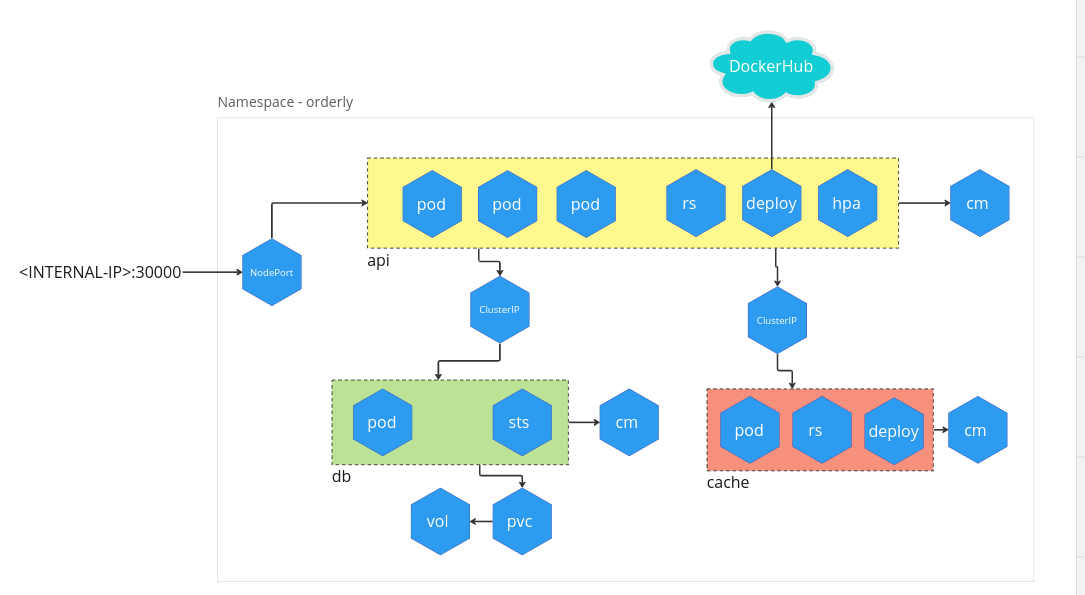 DockerHub
Namespace - orderly
pod
pod
pod
rs
deploy
hpa
cm
api
<INTERNAL-IP>:30000
NodePort
ClusterIP
ClusterIP
pod
sts
cm
pod
rs
deploy
cm
db
cache
vol
pvc